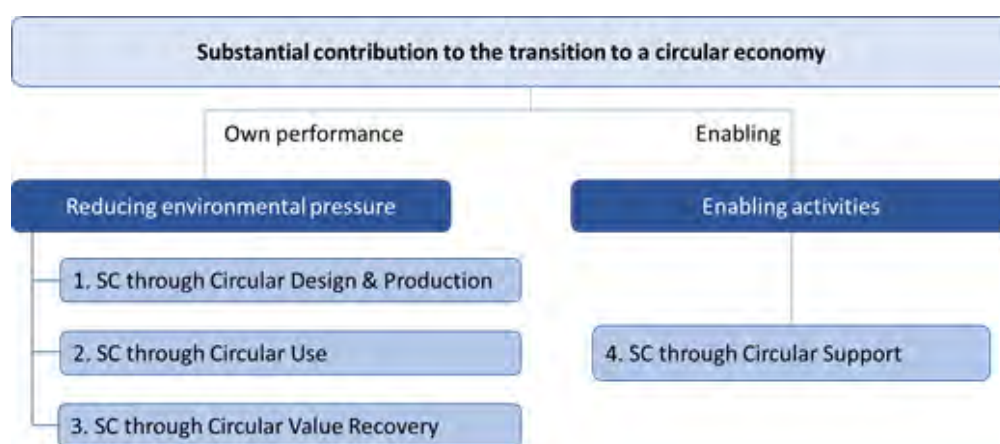 Substantial contribution to the transition to a circular economy
Own performance
Enabling
Reducing environmental pressure
Enabling activities
1. SC through Circular Design & Production
2. SC through Circular Use
3. SC through Circular Value Recovery
4. SC through Circular Support